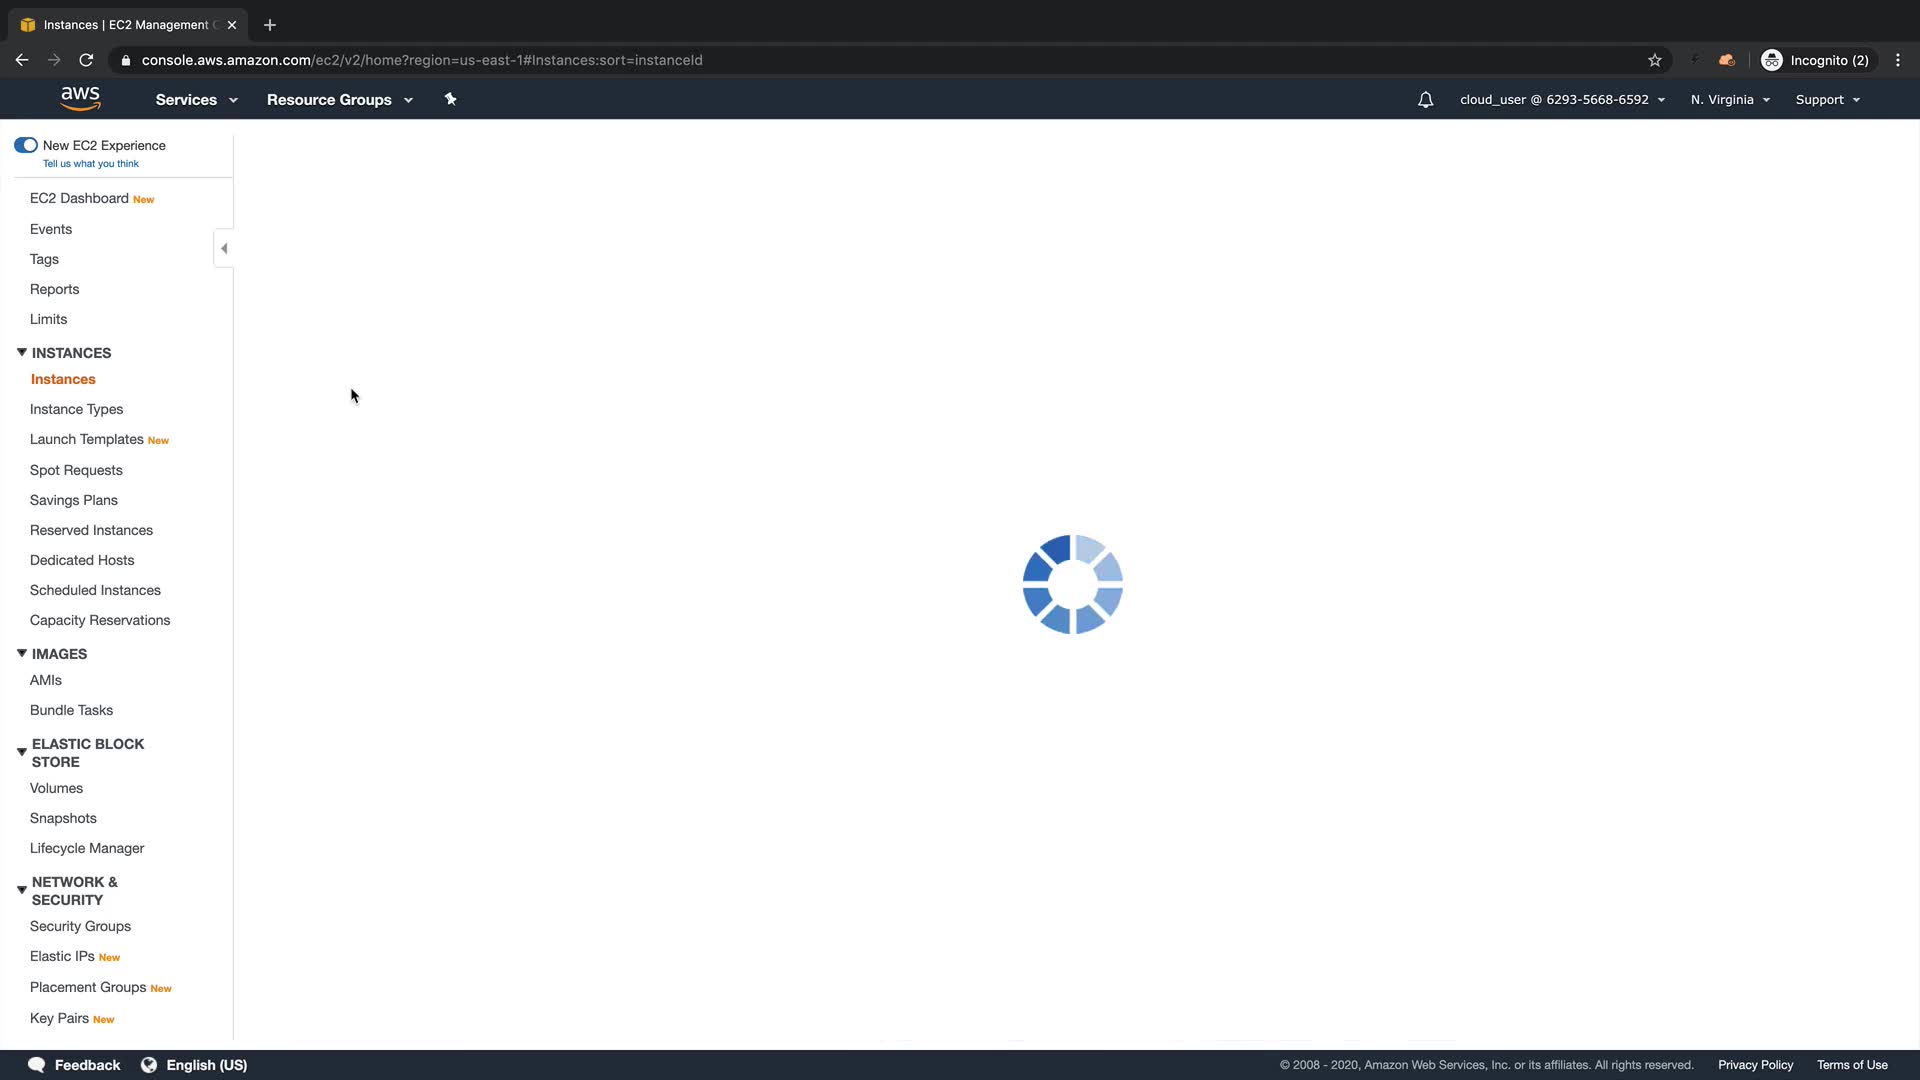 Instances | EC2 Management
console.aws.amazon.com/ec2/v2/home?region=us-east-1#Instances:sort=instanceId
Incognito (2)
aws
Services
Resource Groups
cloud_user @ 6293-5668-6592
N. Virginia
Support
New EC2 Experience
Tell us what you think
EC2 Dashboard New
Events
Tags
Reports
Limits
INSTANCES
Instances
Instance Types
Launch Templates New
Spot Requests
Savings Plans
Reserved Instances
Dedicated Hosts
Scheduled Instances
Capacity Reservations
IMAGES
AMIs
Bundle Tasks
ELASTIC BLOCK
STORE
Volumes
Snapshots
Lifecycle Manager
NETWORK &
SECURITY
Security Groups
Elastic IPs New
Placement Groups New
Key Pairs New
Feedback
English (US)
© 2008 - 2020, Amazon Web Services, Inc. or its affiliates. All rights reserved.
Privacy Policy
Terms of Use